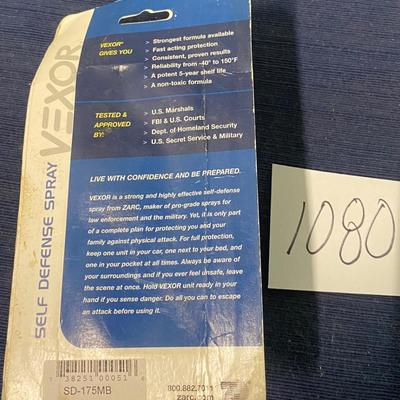 VEXOR®
GIVES YOU
> Strongest formula available
> Fast acting protection
> Consistent, proven results
> Reliability from -40° to 150°F
> A potent 5-year shelf life
> A non-toxic formula
TESTED &
APPROVED
BY:
> U.S. Marshals
> FBI & U.S. Courts
> Dept. of Homeland Security
> U.S. Secret Service & Military
LIVE WITH CONFIDENCE AND BE PREPARED.
VEXOR is a strong and highly effective self-defense
spray from ZARC, maker of pro-grade sprays for
law enforcement and the military. Yet, it is only part
of a complete plan for protecting you and your
family against physical attack. For full protection,
keep one unit in your car, one next to your bed, and
one in your pocket at all times. Always be aware of
your surroundings and if you ever feel unsafe, leave
the scene at once. Hold VEXOR unit ready in your
hand if you sense danger. Do all you can to escape
an attack before using it.
SELF DEFENSE SPRAY
VEXOR
38251 00051
SD-175MB
800.882.7011
zarc.com
1080